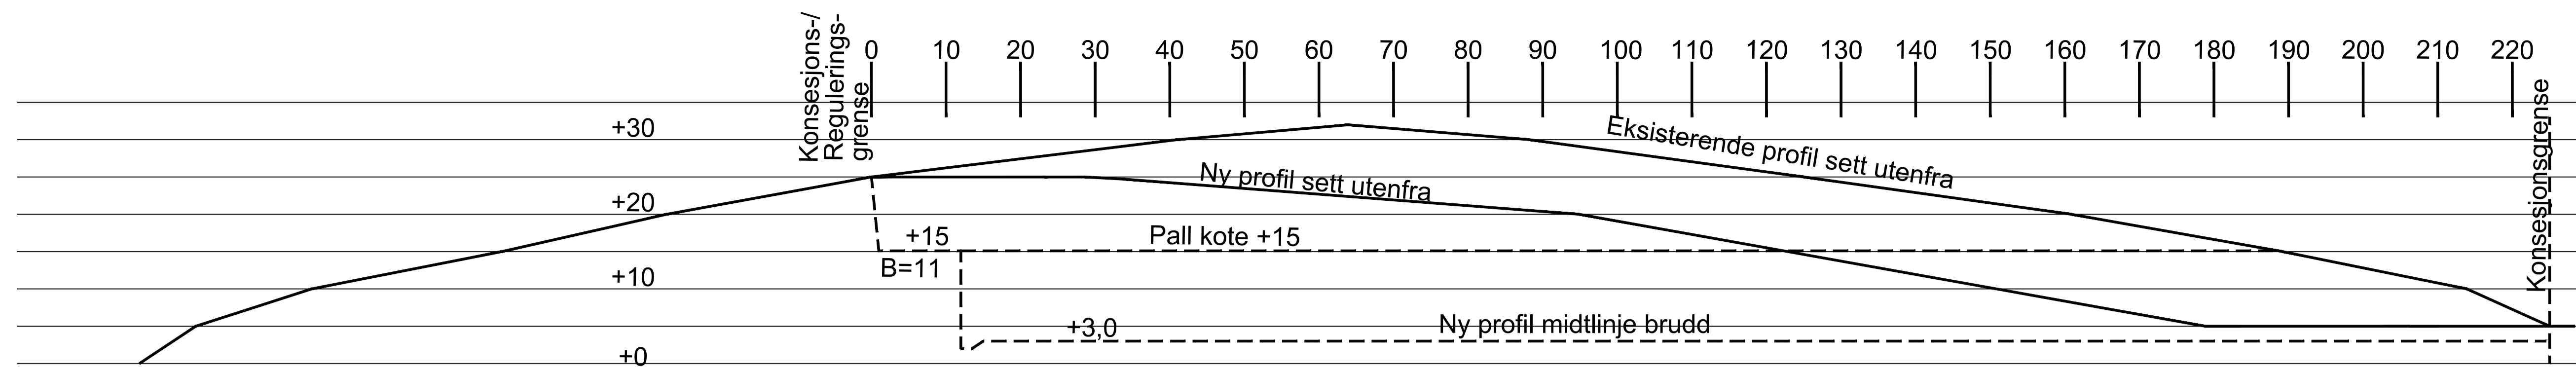 Konsesjons-/
Regulerings-
grense
0 10 20 30 40 50 60 70 80 90 100 110 120 130 140 150 160 170 180 190 200 210 220
+30
Eksisterende profil sett utenfra
Konsesjonsgrense
Ny profil sett utenfra
+20
+15
Pall kote +15
B=11
+10
+3,0
Ny profil midtlinje brudd
+0